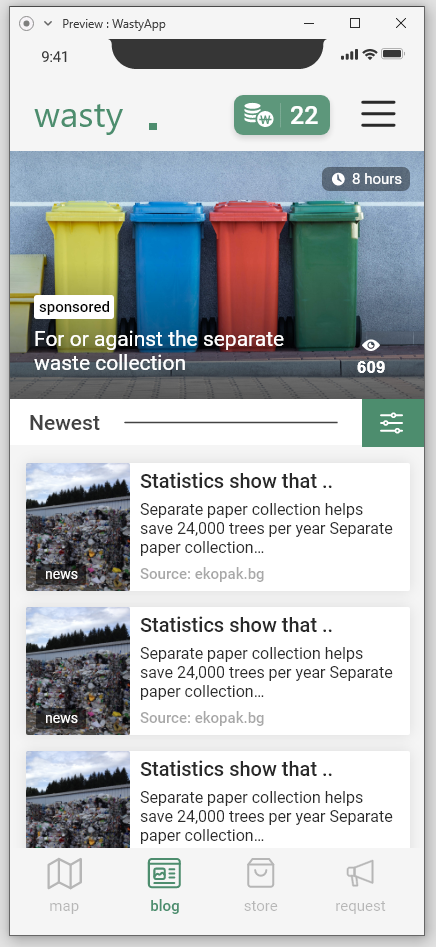 Preview : WastyApp
9:41
wasty
22
8 hours
sponsored
For or against the separate
waste collection
609
Newest
Statistics show that ..
Separate paper collection helps
save 24,000 trees per year Separate
paper collection...
news
Source: ekopak.bg
Statistics show that ..
Separate paper collection helps
save 24,000 trees per year Separate
paper collection...
news
Source: ekopak.bg
Statistics show that ..
Separate paper collection helps
save 24,000 trees per year Separate
paper collection...
map
blog
store
request